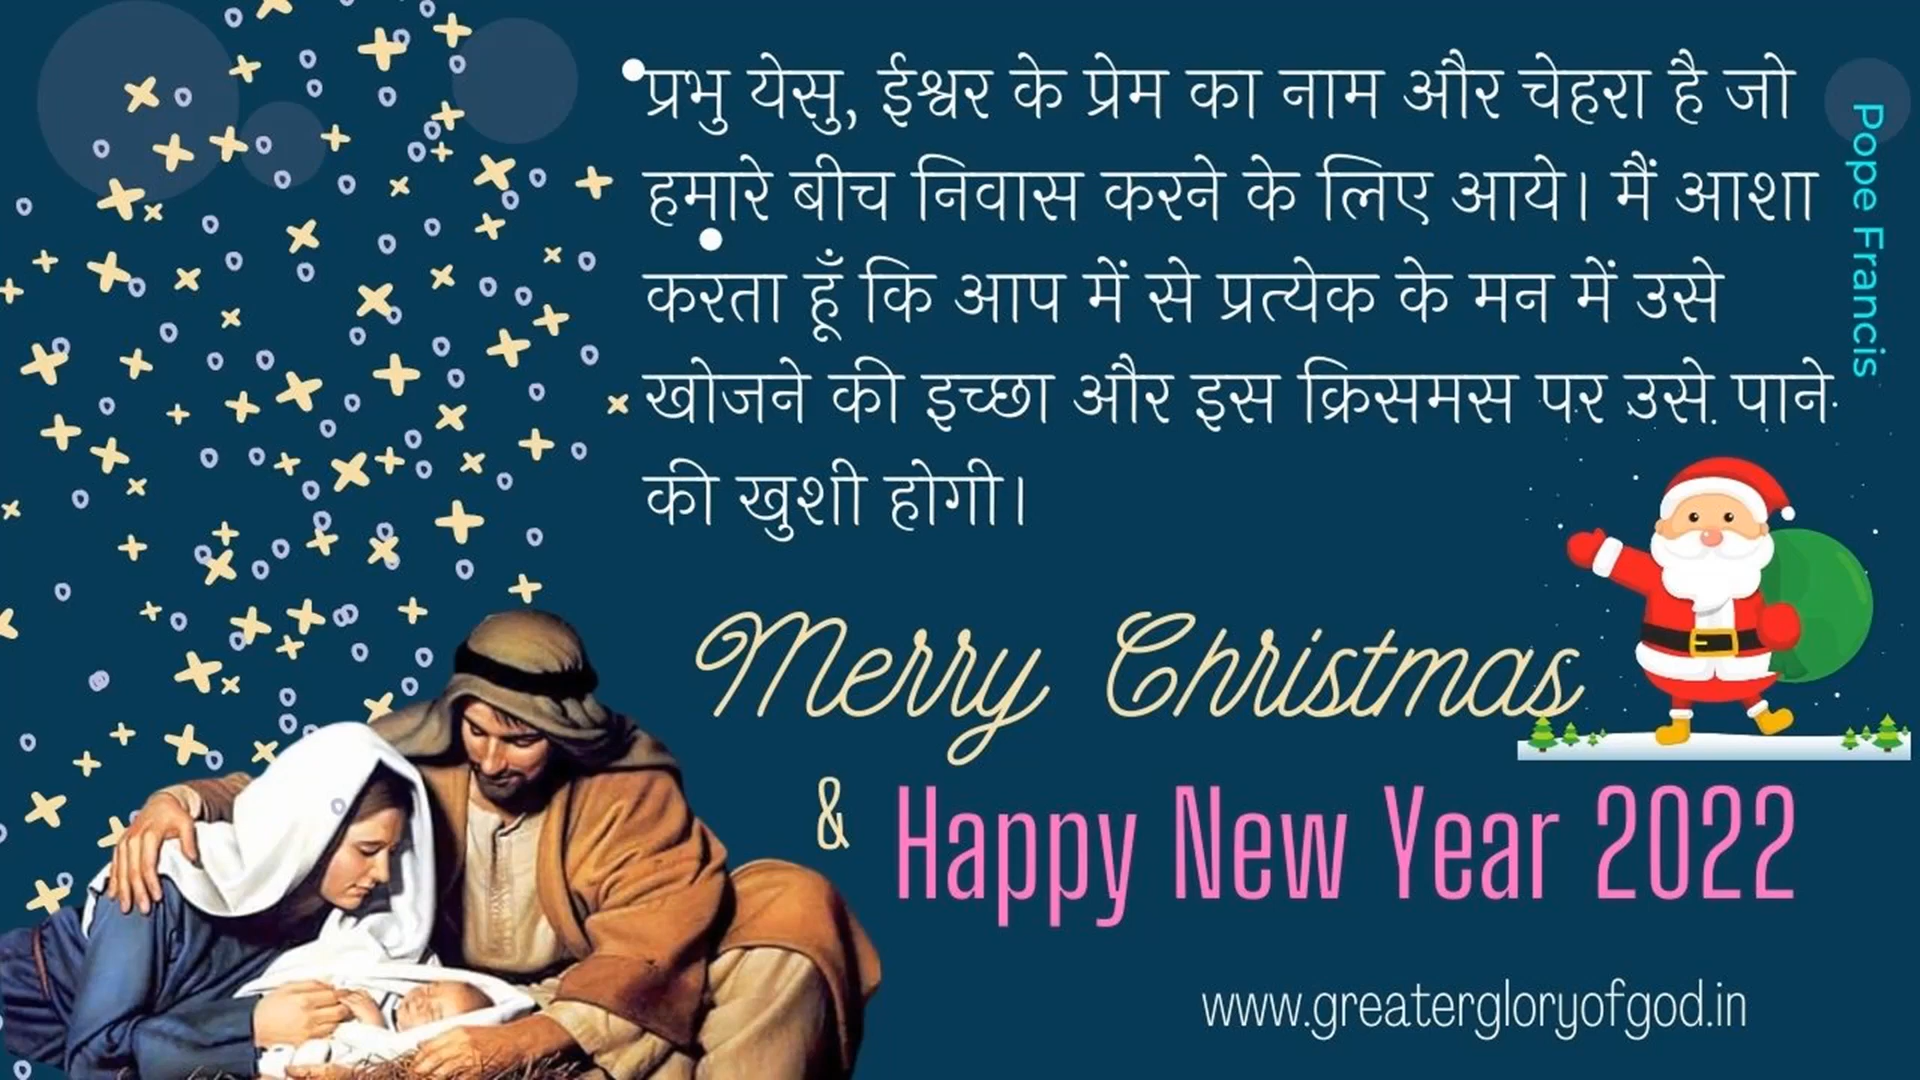 प्रभु येसु, ईश्वर के प्रेम का नाम और चेहरा है जो
हमारे बीच निवास करने के लिए आये। मैं आशा
करता हूँ कि आप में से प्रत्येक के मन में उसे
खोजने की इच्छा और इस क्रिसमस पर उसे पाने
की खुशी होगी।
Pope Francis
Merry Christmas
& Happy New Year 2022
www.greatergloryofgod.in